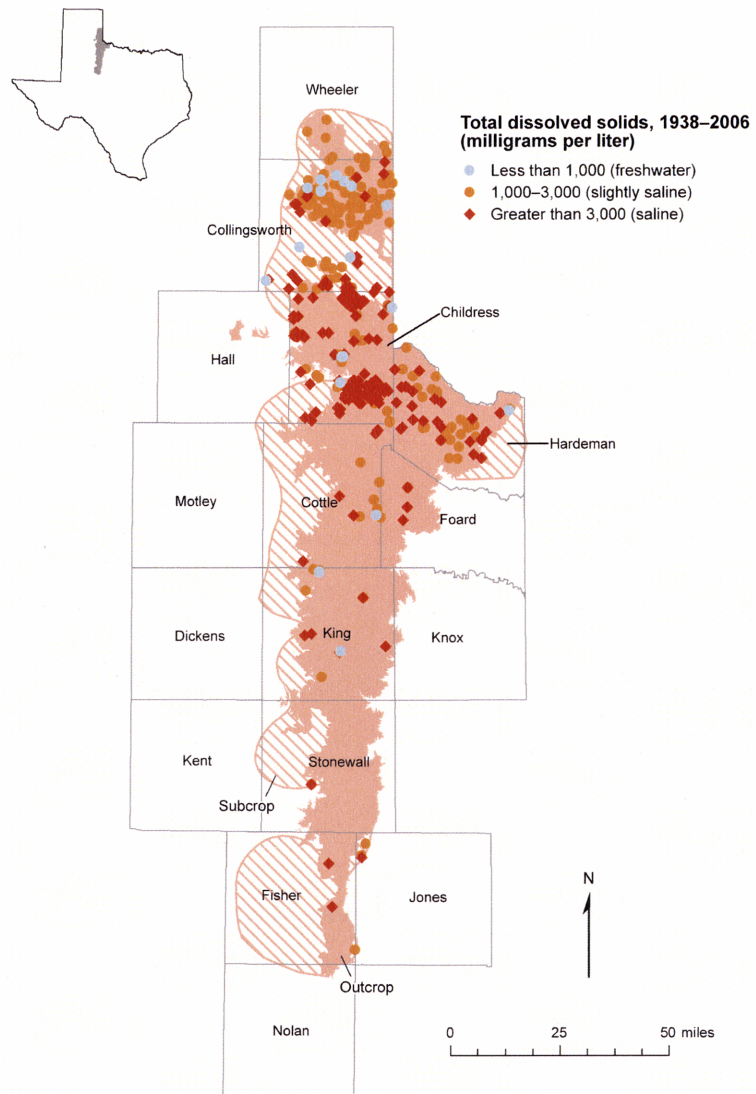 Wheeler
Total dissolved solids, 1938–2006
(milligrams per liter)
Less than 1,000 (freshwater)
1,000–3,000 (slightly saline)
Greater than 3,000 (saline)
Collingsworth
Childress
Hall
Hardeman
Motley
Cottle
Foard
Dickens
King
Knox
Kent
Stonewall
Subcrop
Fisher
Jones
N
Outcrop
Nolan
0 25 50 miles